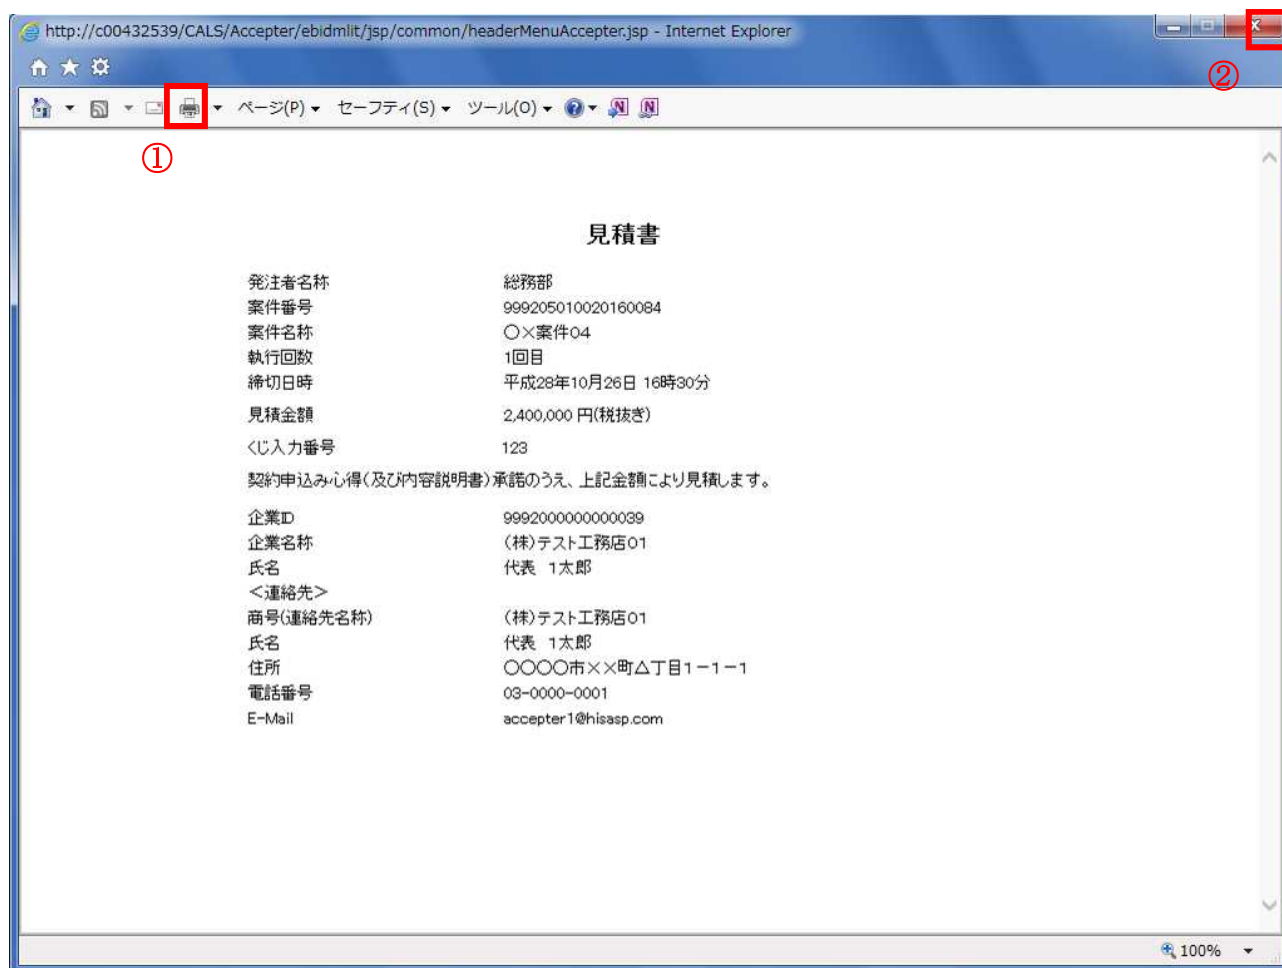 http://c00432539/CALS/Accepter/ebidmlit/jsp/common/headerMenuAccepter.jsp - Internet Explorer
②
ページ(P) セーフティ(S) ツール(O)
①
見積書
発注者名称 総務部
案件番号 999205010020160084
案件名称 ○×案件04
執行回数 1回目
締切日時 平成28年10月26日 16時30分
見積金額 2,400,000 円(税抜き)
くじ入力番号 123
契約申込み心得(及び内容説明書)承諾のうえ、上記金額により見積します。
企業ID 9992000000000039
企業名称 (株)テスト工務店01
氏名 代表 1太郎
<連絡先>
商号(連絡先名称) (株)テスト工務店01
氏名 代表 1太郎
住所 ○○○○市××町△丁目1-1-1
電話番号 03-0000-0001
E-Mail accepter1@hisasp.com
100%